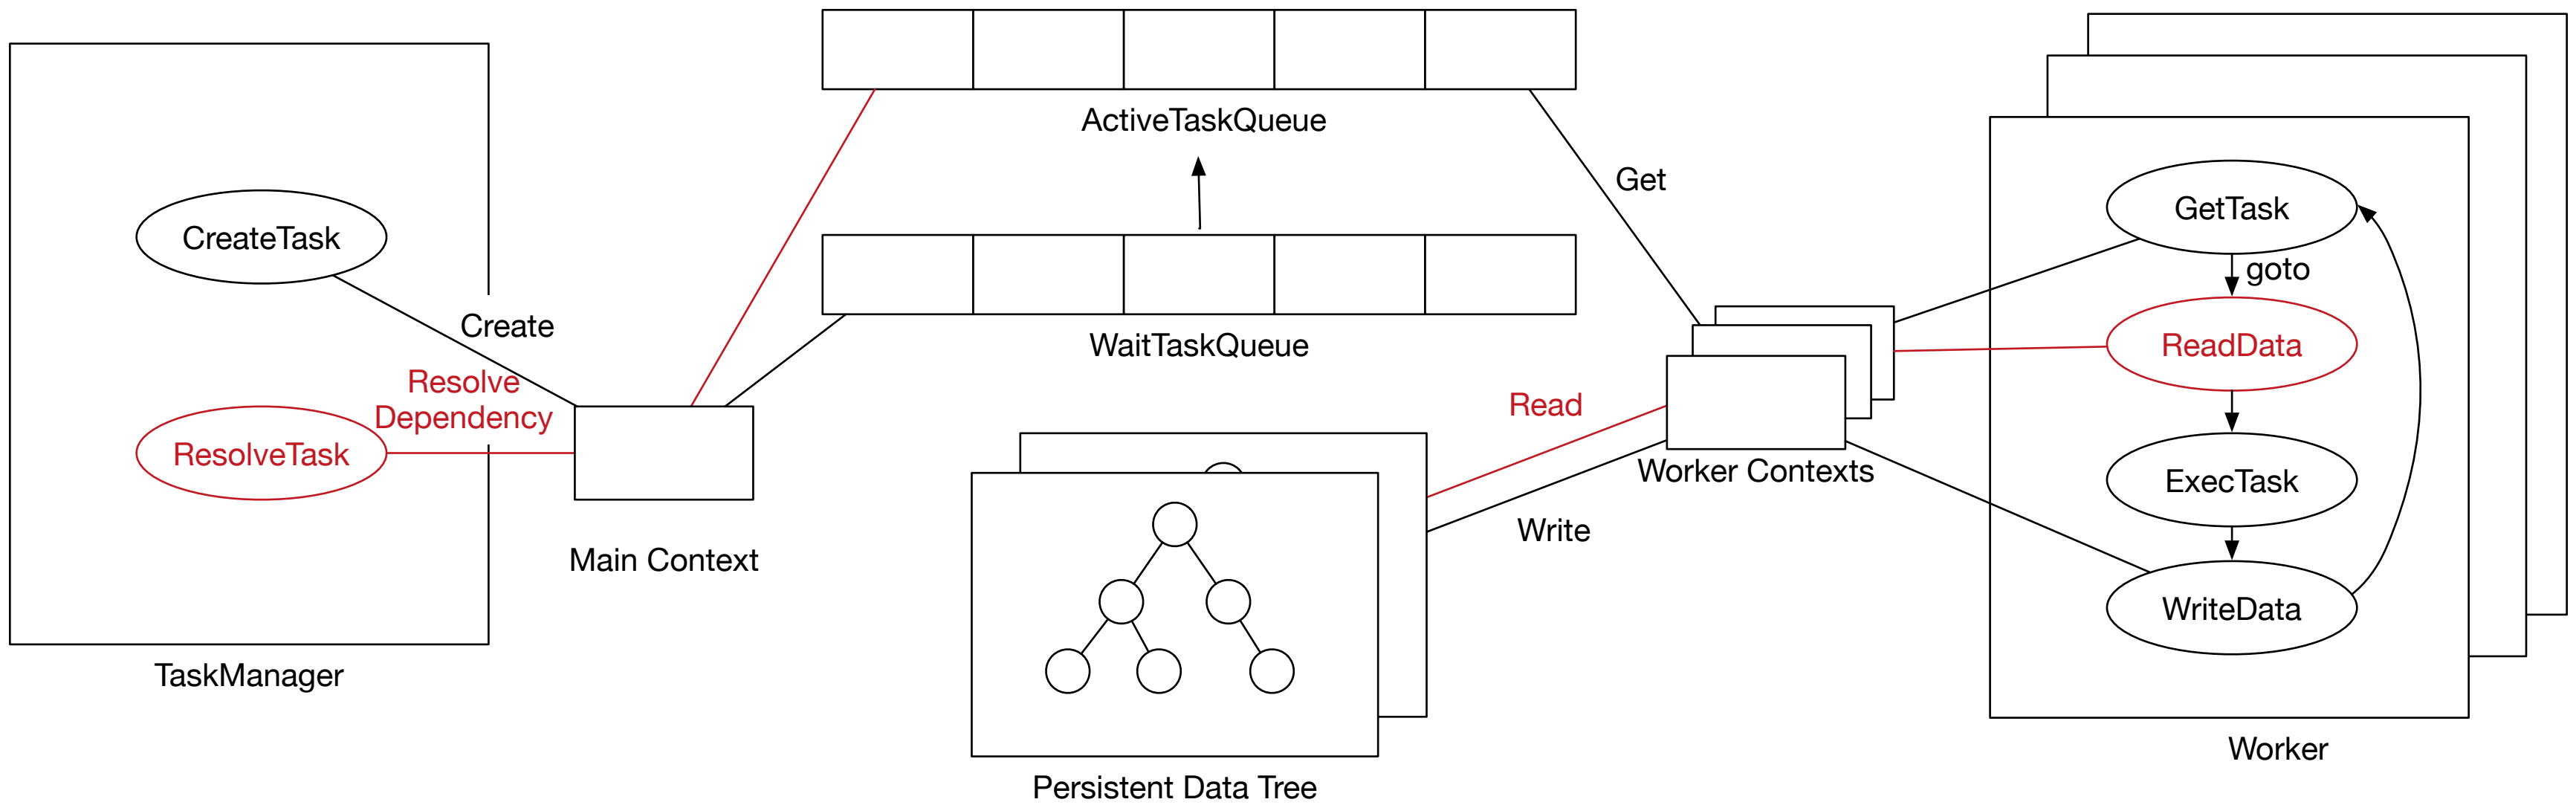 ActiveTaskQueue
Get
GetTask
CreateTask
goto
Create
WaitTaskQueue
ReadData
Resolve
Dependency
Read
ResolveTask
Worker Contexts
ExecTask
Write
Main Context
WriteData
TaskManager
Worker
Persistent Data Tree